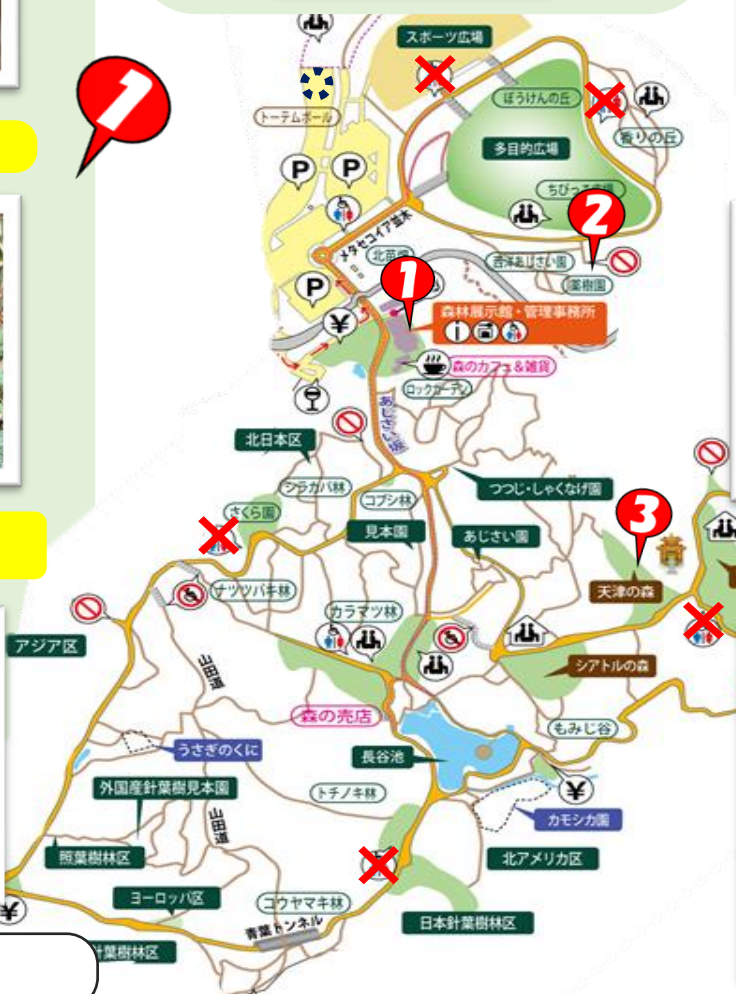 スポーツ広場
トーテムポール
ぼうけんの丘
香りの丘
多目的広場
1
P
P
2
メタセコイア並木
北苗畑
西洋あじさい園
薬樹園
P
1
¥
森林展示館・管理事務所
i
森のカフェ&雑貨
ロックガーデン
あじさい坂
北日本区
シラカバ林
コブシ林
つつじ・しゃくなげ園
さくら園
見本園
あじさい園
3
天津の森
ナツツバキ林
カラマツ林
アジア区
山田道
シアトルの森
森の売店
もみじ谷
うさぎのくに
長谷池
外国産針葉樹見本園
トチノキ林
¥
山田道
カモシカ園
照葉樹林区
北アメリカ区
ヨーロッパ区
コウヤマキ林
¥
青葉トンネル
日本針葉樹林区
葉樹林区